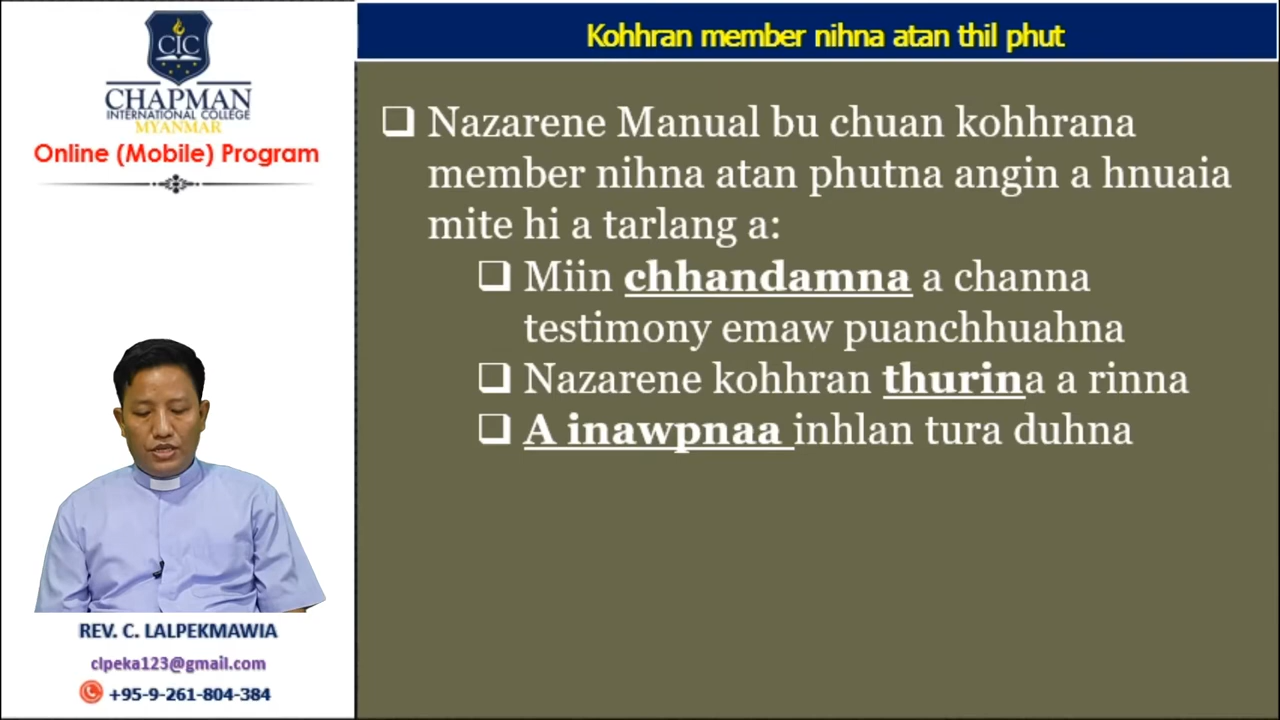 CIC
CHAPMAN
INTERNATIONAL COLLEGE
MYANMAR
Online (Mobile) Program
REV. C. LALPEKMAWIA
clpeka123@gmail.com
+95-9-261-804-384
Kohhran member nihna atan thil phut
Nazarene Manual bu chuan kohhrana
member nihna atan phutna angin a hnuaia
mite hi a tarlang a:
Miin chhandamna a channa
testimony emaw puanchhuahna
Nazarene kohhran thurina a rinna
A inawpnaa inhlan tura duhna